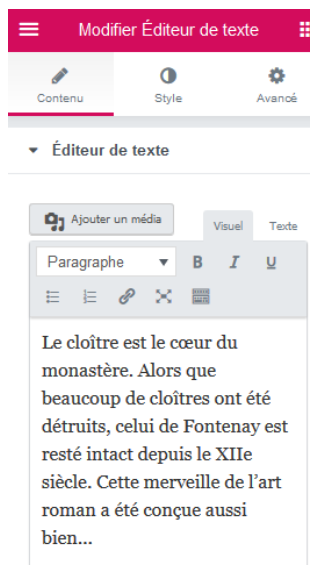 Modifier Éditeur de texte
Contenu Style Avancé
Éditeur de texte
Ajouter un média Visuel Texte
Paragraphe B I U
Le cloître est le cœur du
monastère. Alors que
beaucoup de cloîtres ont été
détruits, celui de Fontenay est
resté intact depuis le XIIe
siècle. Cette merveille de l’art
roman a été conçue aussi
bien...